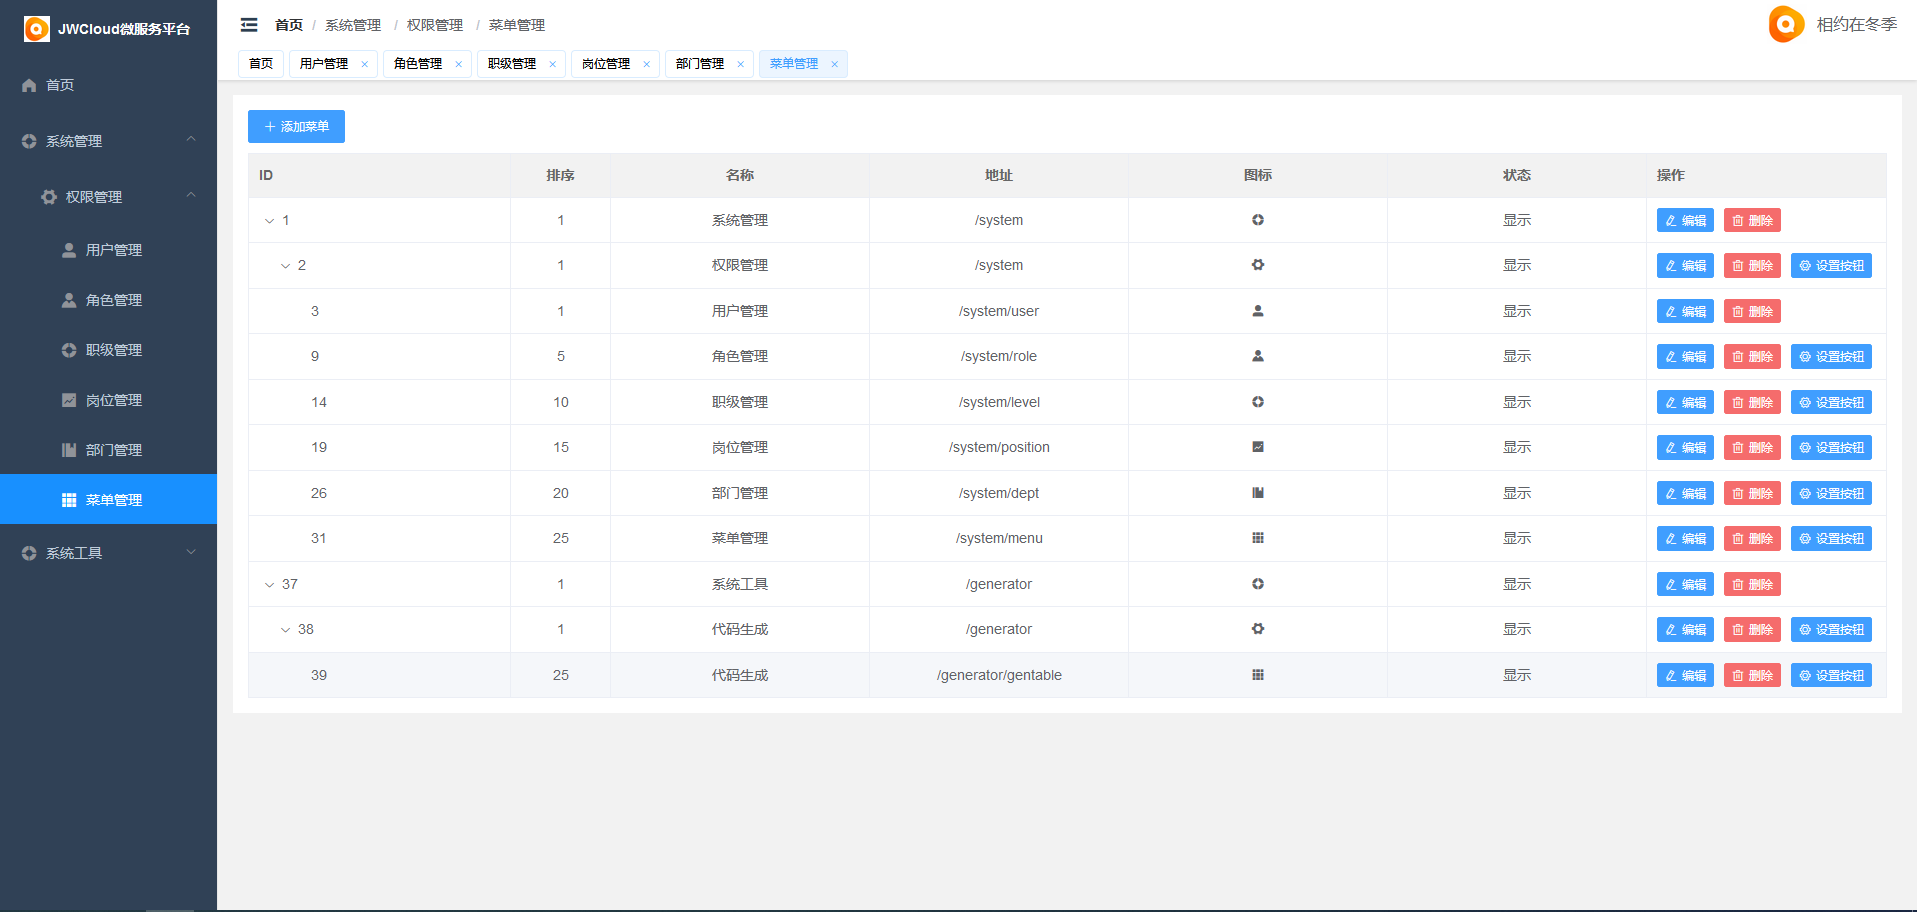 JWCloud微服务平台
首页
系统管理
权限管理
用户管理
角色管理
职级管理
岗位管理
部门管理
菜单管理
系统工具
首页 / 系统管理 / 权限管理 / 菜单管理
相约在冬季
首页 用户管理 × 角色管理 × 职级管理 × 岗位管理 × 部门管理 × 菜单管理 ×
+ 添加菜单
ID 排序 名称 地址 图标 状态 操作
1 1 系统管理 /system 显示 编辑 删除
2 1 权限管理 /system 显示 编辑 删除 设置按钮
3 1 用户管理 /system/user 显示 编辑 删除
9 5 角色管理 /system/role 显示 编辑 删除 设置按钮
14 10 职级管理 /system/level 显示 编辑 删除 设置按钮
19 15 岗位管理 /system/position 显示 编辑 删除 设置按钮
26 20 部门管理 /system/dept 显示 编辑 删除 设置按钮
31 25 菜单管理 /system/menu 显示 编辑 删除 设置按钮
37 1 系统工具 /generator 显示 编辑 删除
38 1 代码生成 /generator 显示 编辑 删除 设置按钮
39 25 代码生成 /generator/gentable 显示 编辑 删除 设置按钮